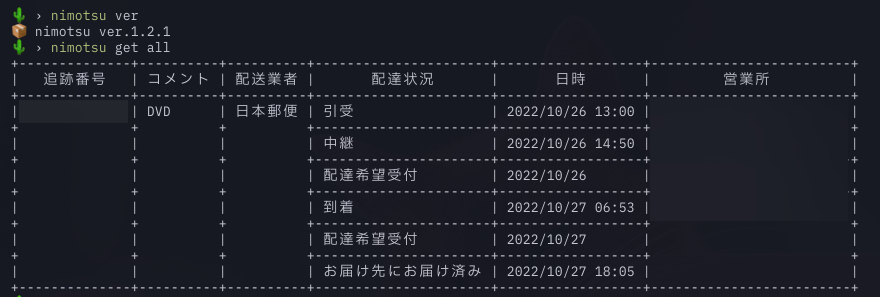 🌵 › nimotsu ver
📦 nimotsu ver.1.2.1
🌵 › nimotsu get all
追跡番号 | コメント | 配送業者 | 配達状況 | 日時 | 営業所
DVD | 日本郵便 | 引受 | 2022/10/26 13:00
中継 | 2022/10/26 14:50
配達希望受付 | 2022/10/26
到着 | 2022/10/27 06:53
配達希望受付 | 2022/10/27
お届け先にお届け済み | 2022/10/27 18:05